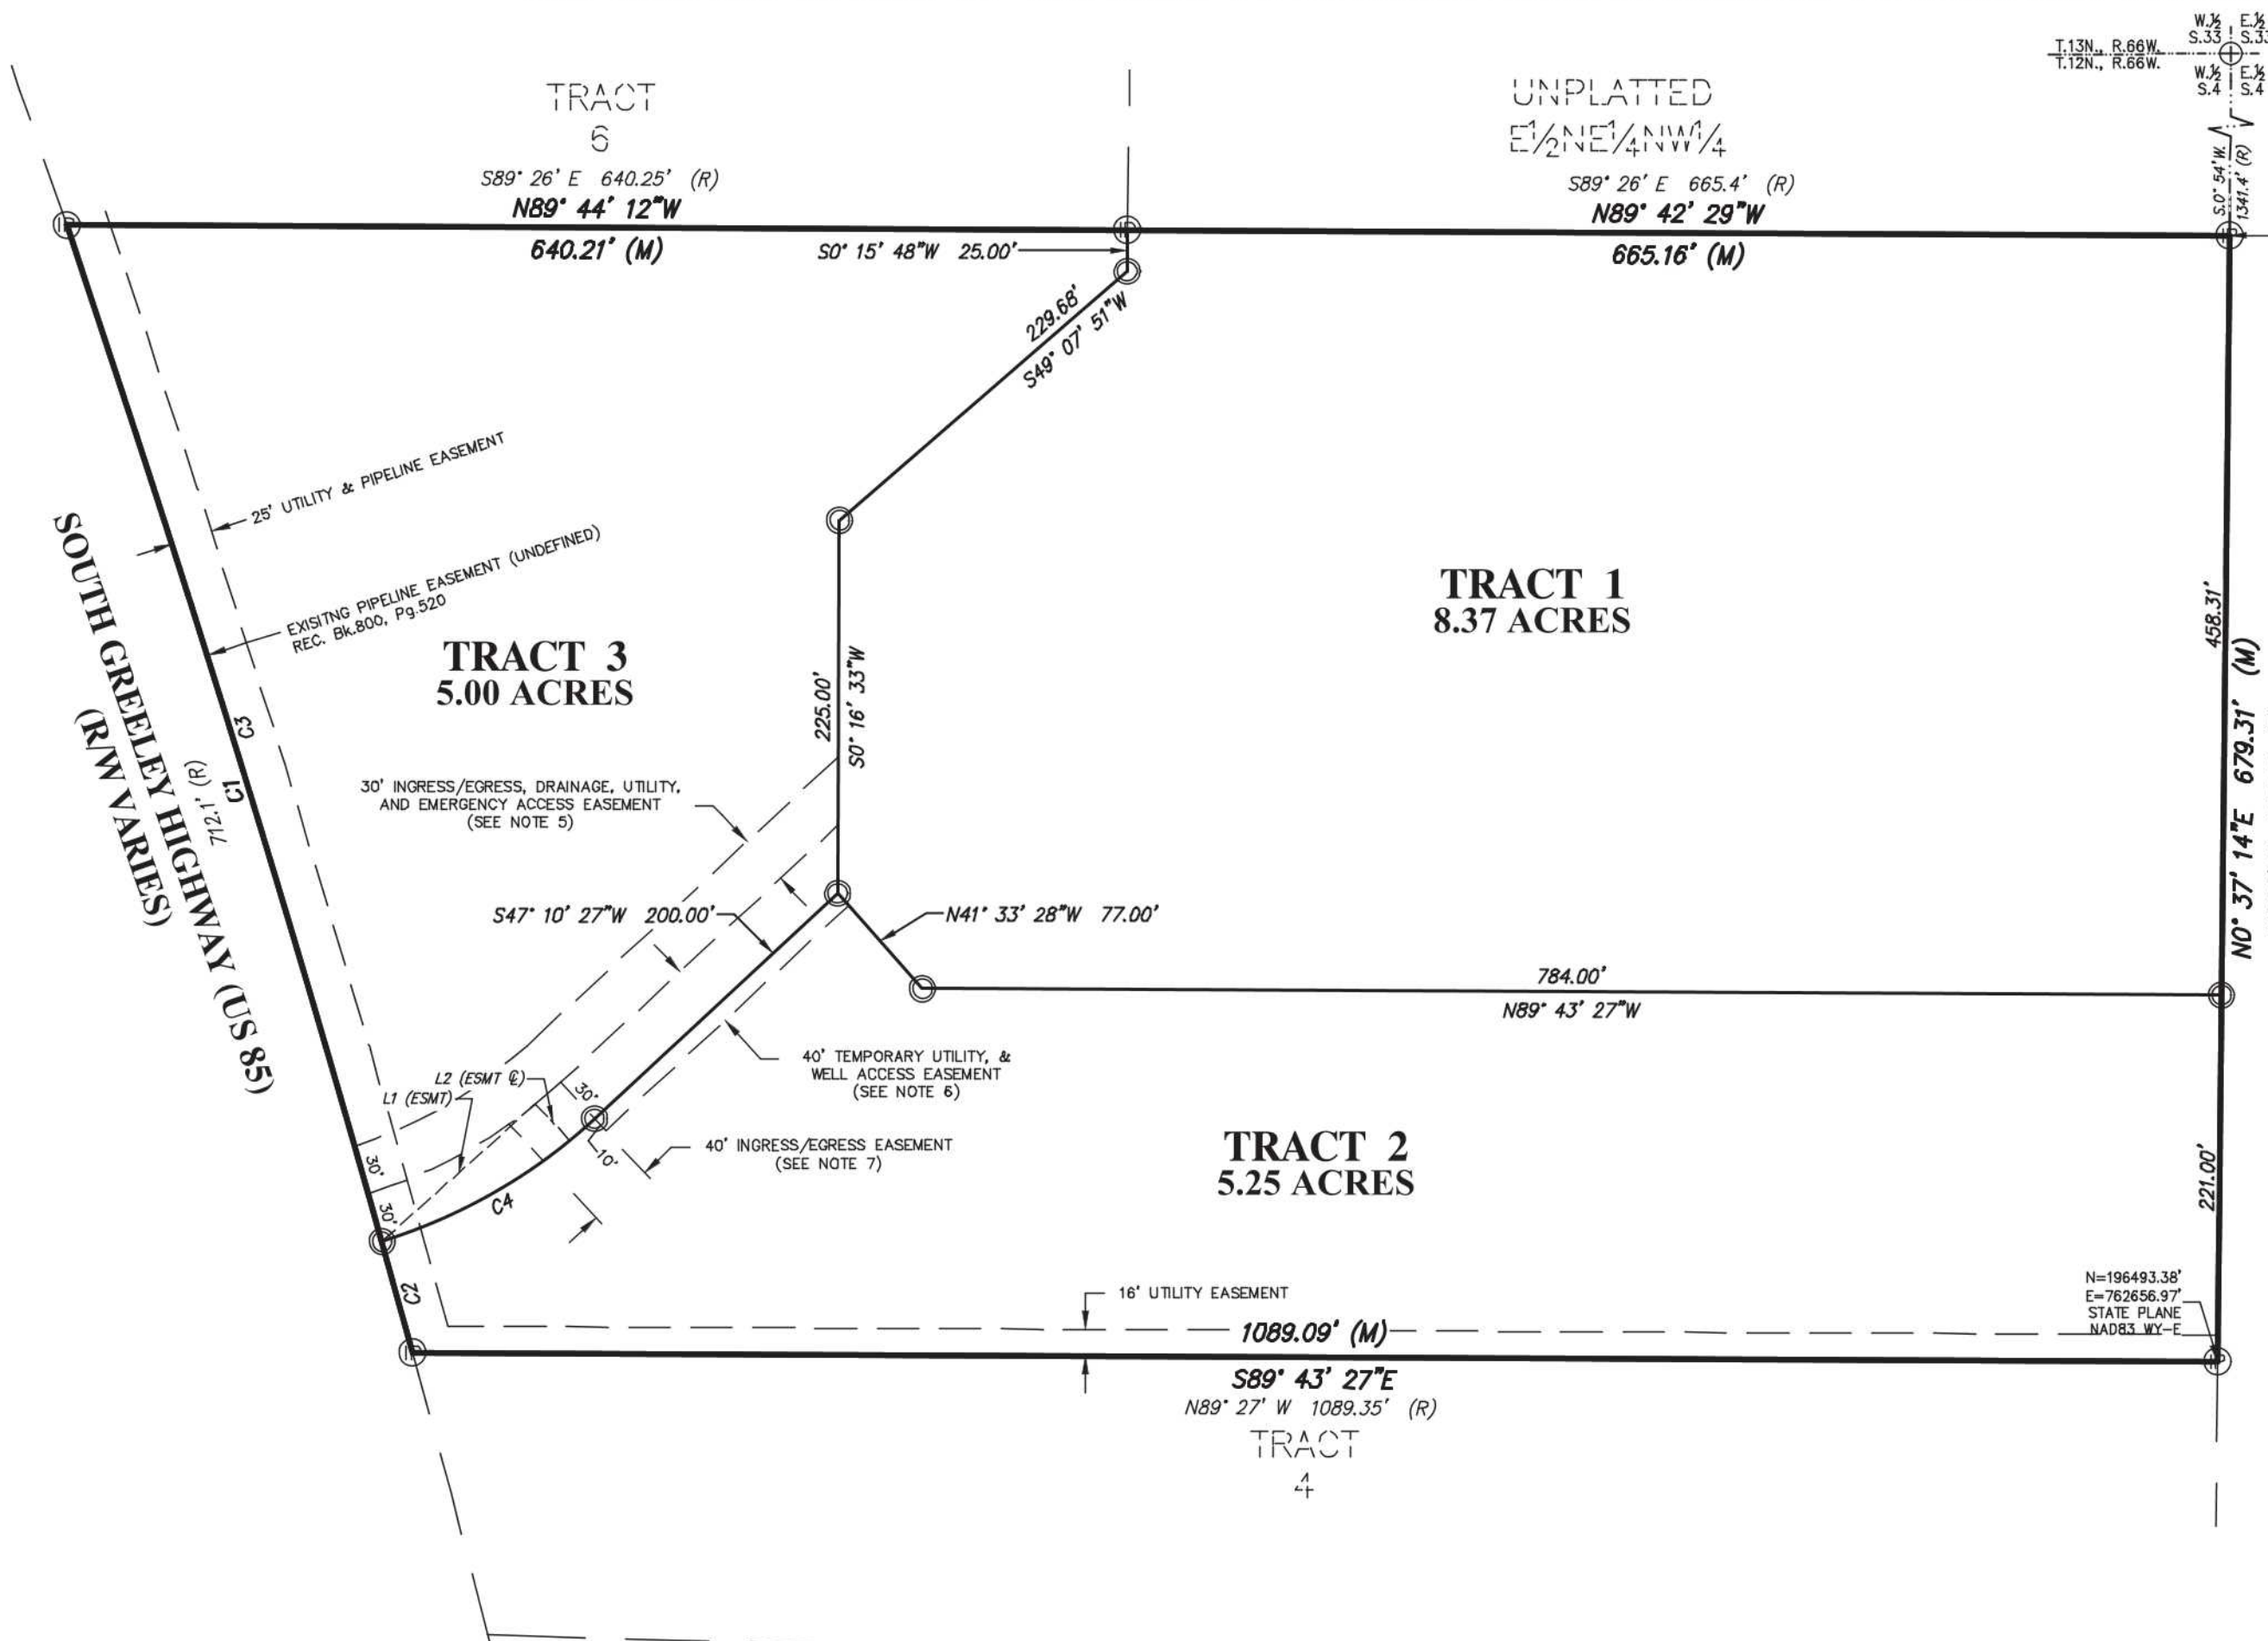 W.½ E.½
S.33 S.33
T.13N., R.66W.
T.12N., R.66W.
W.½ E.½
S.4 S.4
S.0° 54' W.
1341.4' (R)
TRACT
6
S89° 26' E 640.25' (R)
N89° 44' 12"W
640.21' (M)
UNPLATTED
E½NE¼NW¼
S89° 26' E 665.4' (R)
N89° 42' 29"W
665.16' (M)
S0° 15' 48"W 25.00'
229.68'
S49° 07' 51"W
25' UTILITY & PIPELINE EASEMENT
EXISITNG PIPELINE EASEMENT (UNDEFINED)
REC. Bk.800, Pg.520
SOUTH GREELEY HIGHWAY (US 85)
(R/W VARIES)
TRACT 3
5.00 ACRES
TRACT 1
8.37 ACRES
225.00'
S0° 16' 33"W
458.31'
N0° 37' 14"E 679.31' (M)
C3
C1
712.1' (R)
30' INGRESS/EGRESS, DRAINAGE, UTILITY,
AND EMERGENCY ACCESS EASEMENT
(SEE NOTE 5)
S47° 10' 27"W 200.00'
N41° 33' 28"W 77.00'
784.00'
N89° 43' 27"W
40' TEMPORARY UTILITY, &
WELL ACCESS EASEMENT
(SEE NOTE 6)
L2 (ESMT ℄)
L1 (ESMT)
30'
10'
40' INGRESS/EGRESS EASEMENT
(SEE NOTE 7)
30'
30'
C4
C2
TRACT 2
5.25 ACRES
221.00'
16' UTILITY EASEMENT
N=196493.38'
E=762656.97'
STATE PLANE
NAD83 WY-E
1089.09' (M)
S89° 43' 27"E
N89° 27' W 1089.35' (R)
TRACT
4